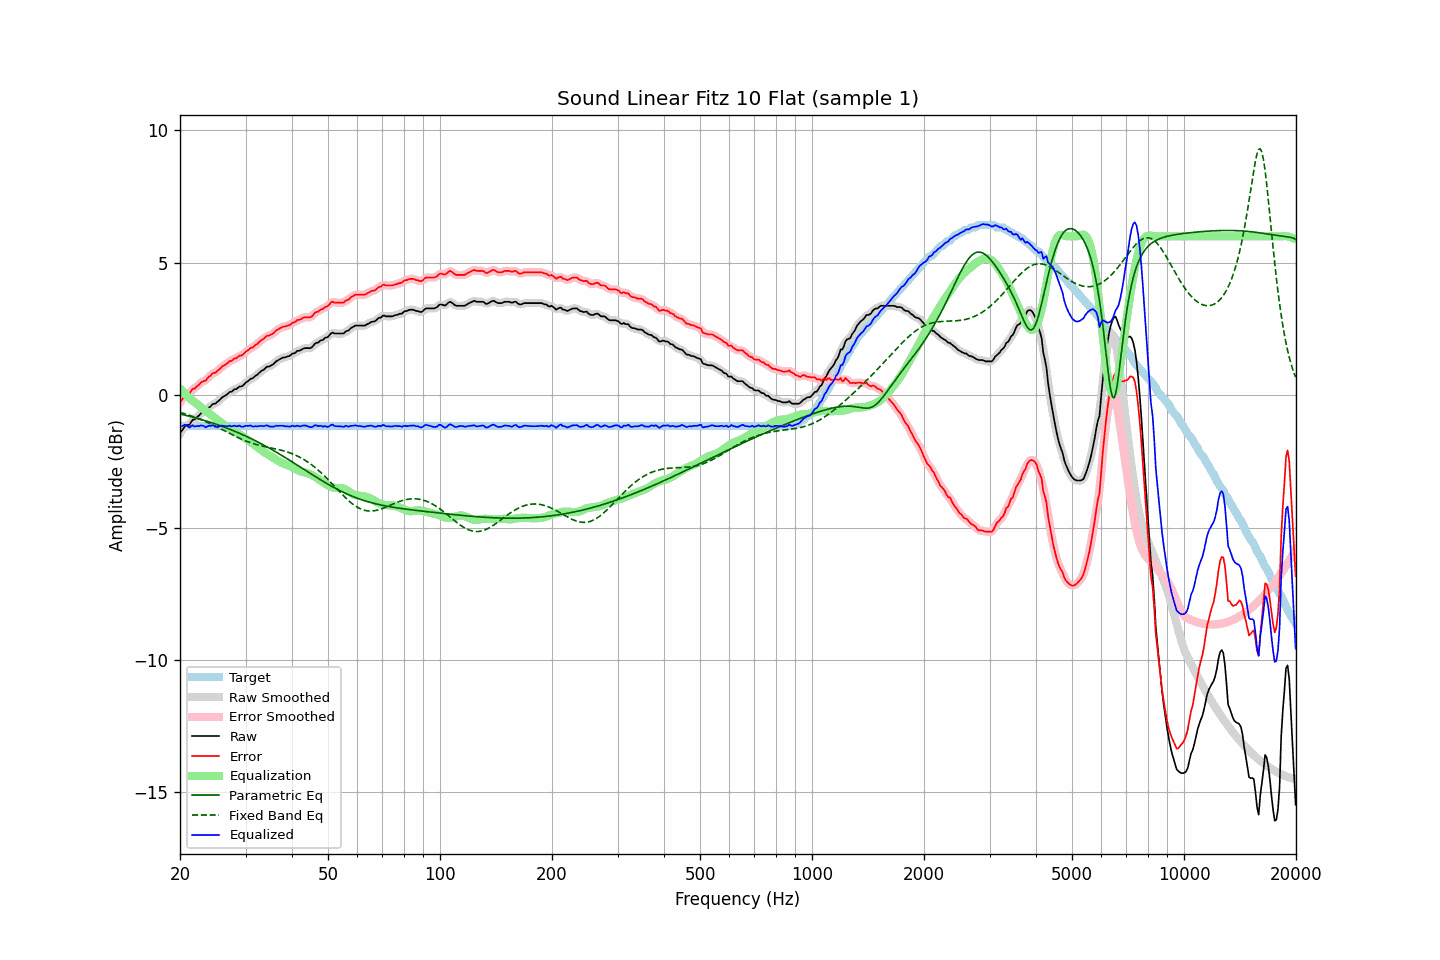 Sound Linear Fitz 10 Flat (sample 1)
10
5
0
−5
−10
−15
Amplitude (dBr)
Target
Raw Smoothed
Error Smoothed
Raw
Error
Equalization
Parametric Eq
Fixed Band Eq
Equalized
20 50 100 200 500 1000 2000 5000 10000 20000
Frequency (Hz)